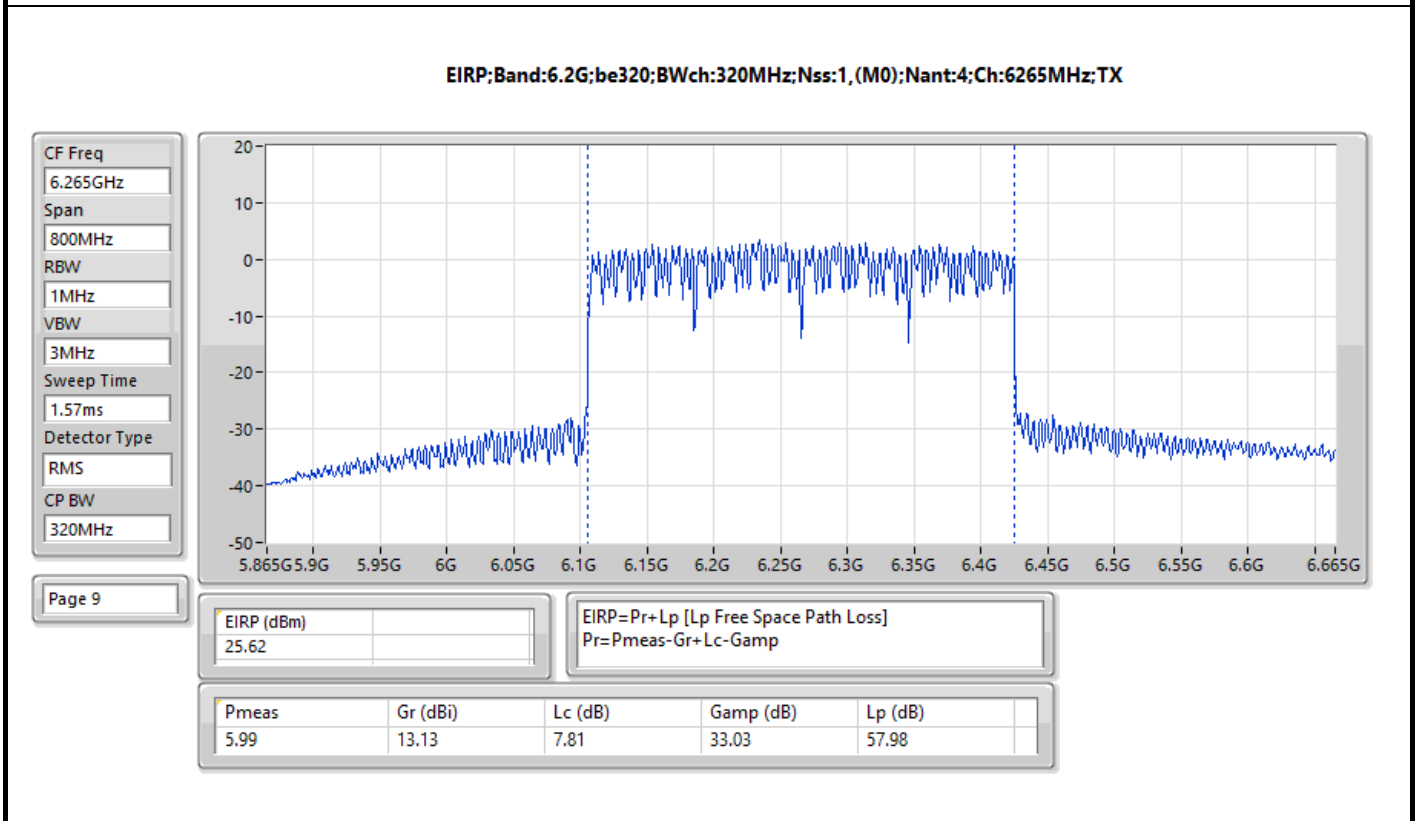 EIRP;Band:6.2G;be320;BWch:320MHz;Nss:1,(M0);Nant:4;Ch:6265MHz;TX
CF Freq
6.265GHz
Span
800MHz
RBW
1MHz
VBW
3MHz
Sweep Time
1.57ms
Detector Type
RMS
CP BW
320MHz
Page 9
20
10
0
-10
-20
-30
-40
-50
5.865G 5.9G 5.95G 6G 6.05G 6.1G 6.15G 6.2G 6.25G 6.3G 6.35G 6.4G 6.45G 6.5G 6.55G 6.6G 6.665G
EIRP (dBm)
25.62
EIRP=Pr+Lp [Lp Free Space Path Loss]
Pr=Pmeas-Gr+Lc-Gamp
Pmeas Gr (dBi) Lc (dB) Gamp (dB) Lp (dB)
5.99 13.13 7.81 33.03 57.98